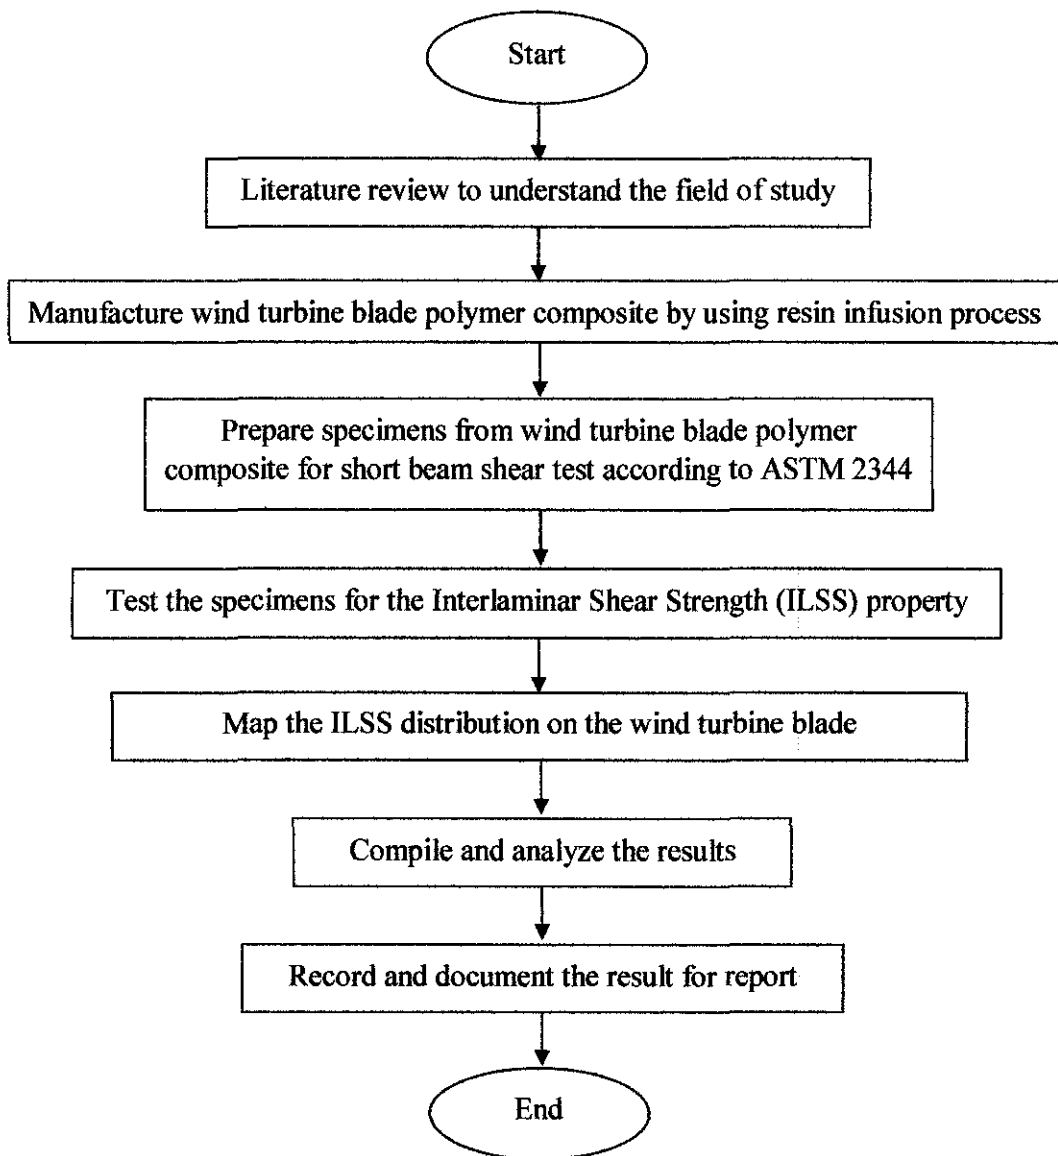 Start
Literature review to understand the field of study
Manufacture wind turbine blade polymer composite by using resin infusion process
Prepare specimens from wind turbine blade polymer
composite for short beam shear test according to ASTM 2344
Test the specimens for the Interlaminar Shear Strength (ILSS) property
Map the ILSS distribution on the wind turbine blade
Compile and analyze the results
Record and document the result for report
End